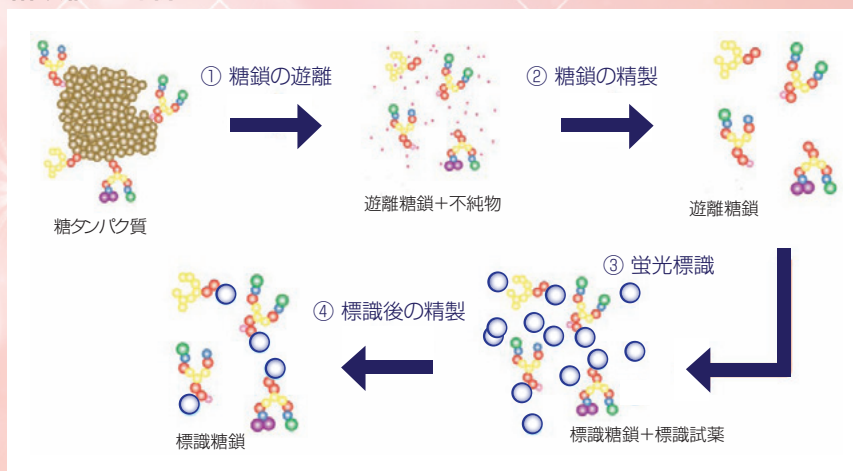 ① 糖鎖の遊離
② 糖鎖の精製
糖タンパク質
遊離糖鎖+不純物
遊離糖鎖
③ 蛍光標識
④ 標識後の精製
標識糖鎖
標識糖鎖+標識試薬